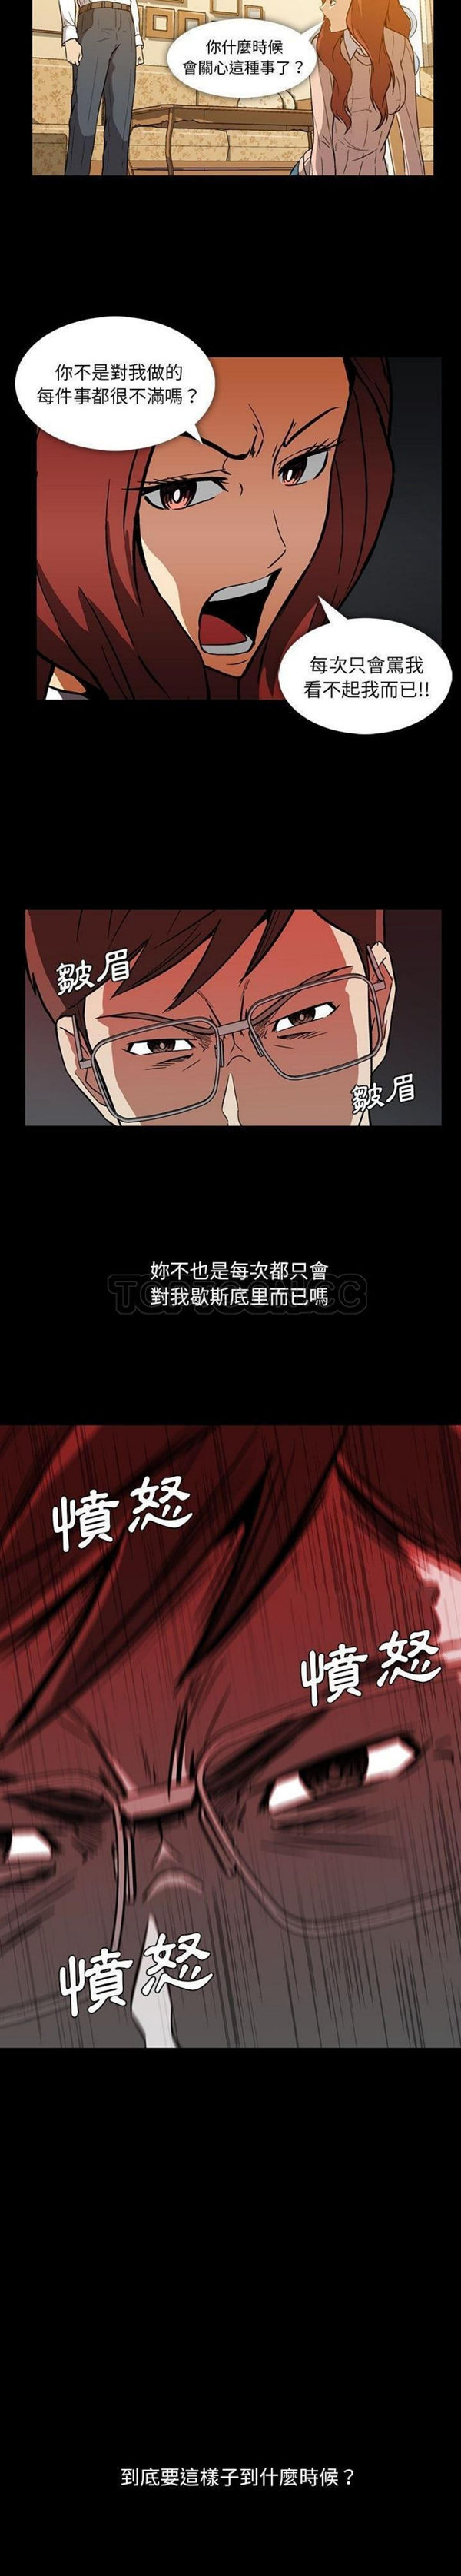 你什麼時候
會關心這種事了？
你不是對我做的
每件事都很不滿嗎？
每次只會罵我
看不起我而已!!
皺眉
皺眉
妳不也是每次都只會
對我歇斯底里而已嗎
TOPTOONCC
憤怒
憤怒
憤怒
到底要這樣子到什麼時候？